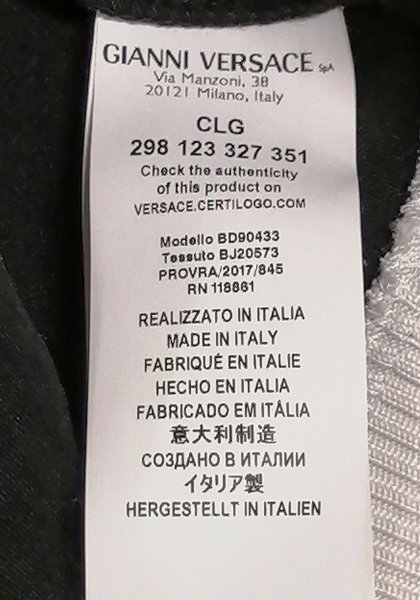 GIANNI VERSACE SpA
Via Manzoni, 38
20121 Milano, Italy
CLG
298 123 327 351
Check the authenticity
of this product on
VERSACE.CERTILOGO.COM
Modello BD90433
Tessuto BJ20573
PROVRA/2017/845
RN 118861
REALIZZATO IN ITALIA
MADE IN ITALY
FABRIQUÉ EN ITALIE
HECHO EN ITALIA
FABRICADO EM ITÁLIA
意大利制造
СОЗДАНО В ИТАЛИИ
イタリア製
HERGESTELLT IN ITALIEN